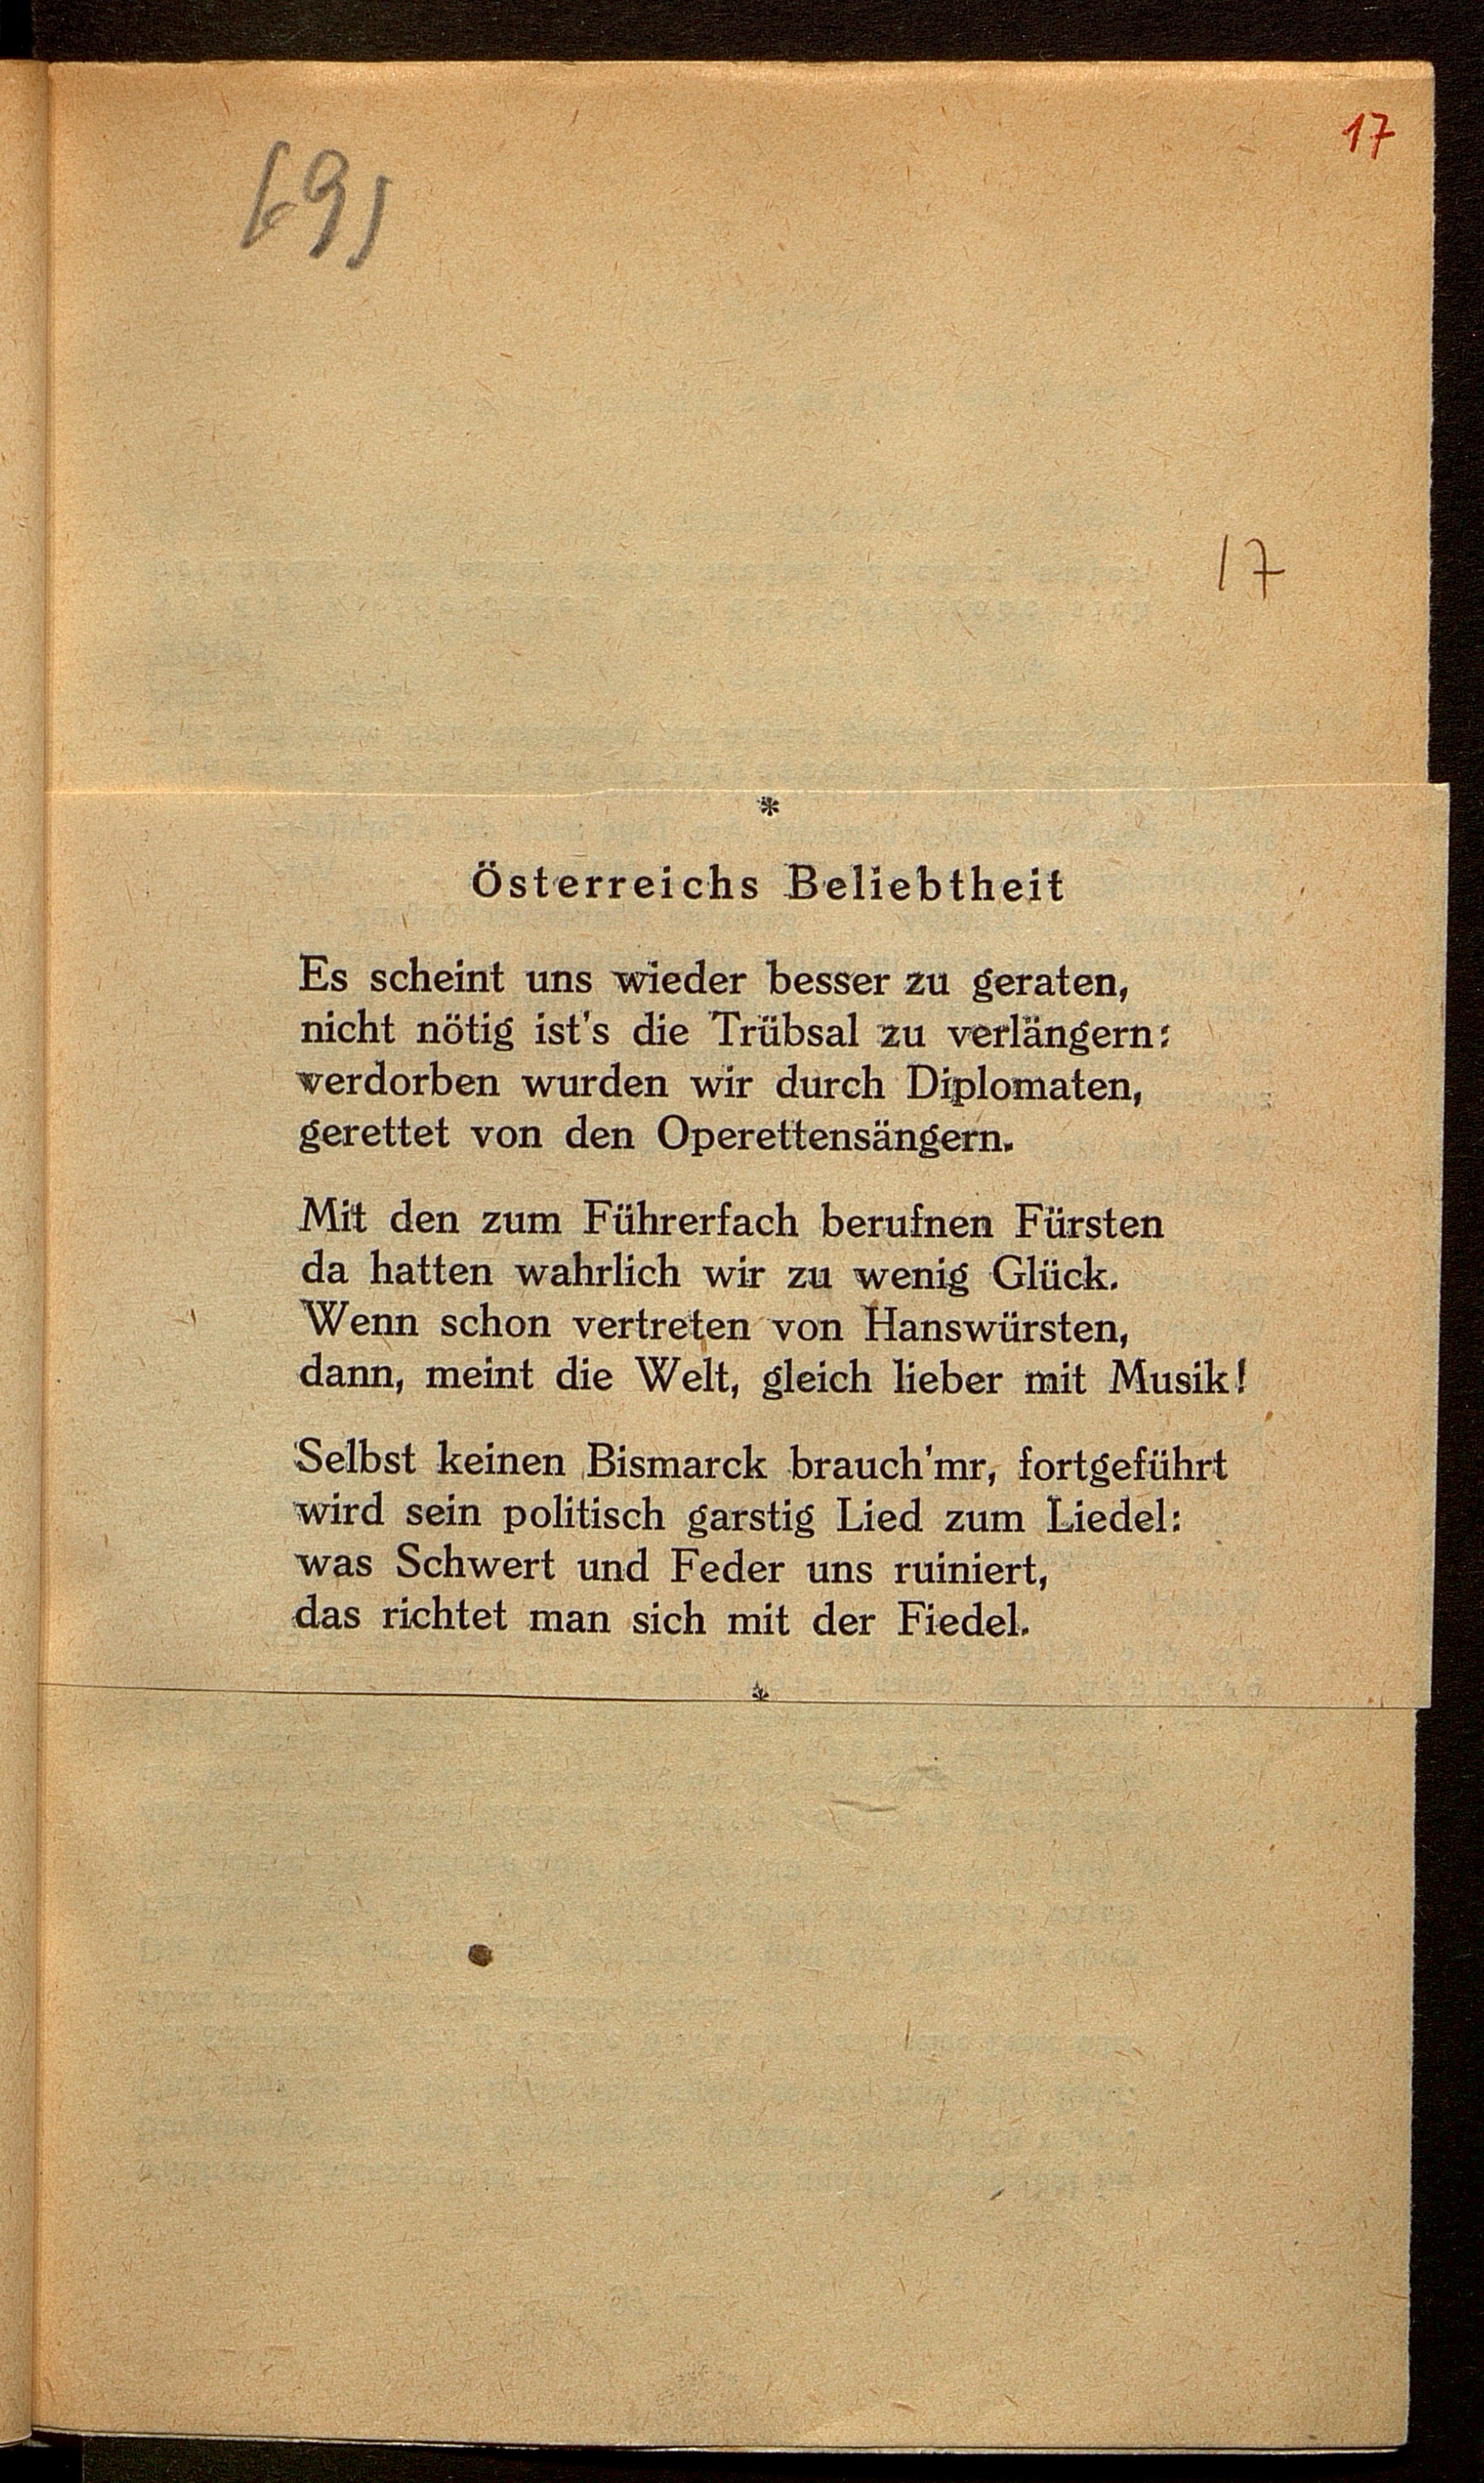 17
17
*
Österreichs Beliebtheit
Es scheint uns wieder besser zu geraten,
nicht nötig ist's die Trübsal zu verlängern:
verdorben wurden wir durch Diplomaten,
gerettet von den Operettensängern.
Mit den zum Führerfach berufnen Fürsten
da hatten wahrlich wir zu wenig Glück.
Wenn schon vertreten von Hanswürsten,
dann, meint die Welt, gleich lieber mit Musik!
Selbst keinen Bismarck brauch'mr, fortgeführt
wird sein politisch garstig Lied zum Liedel:
was Schwert und Feder uns ruiniert,
das richtet man sich mit der Fiedel.
*